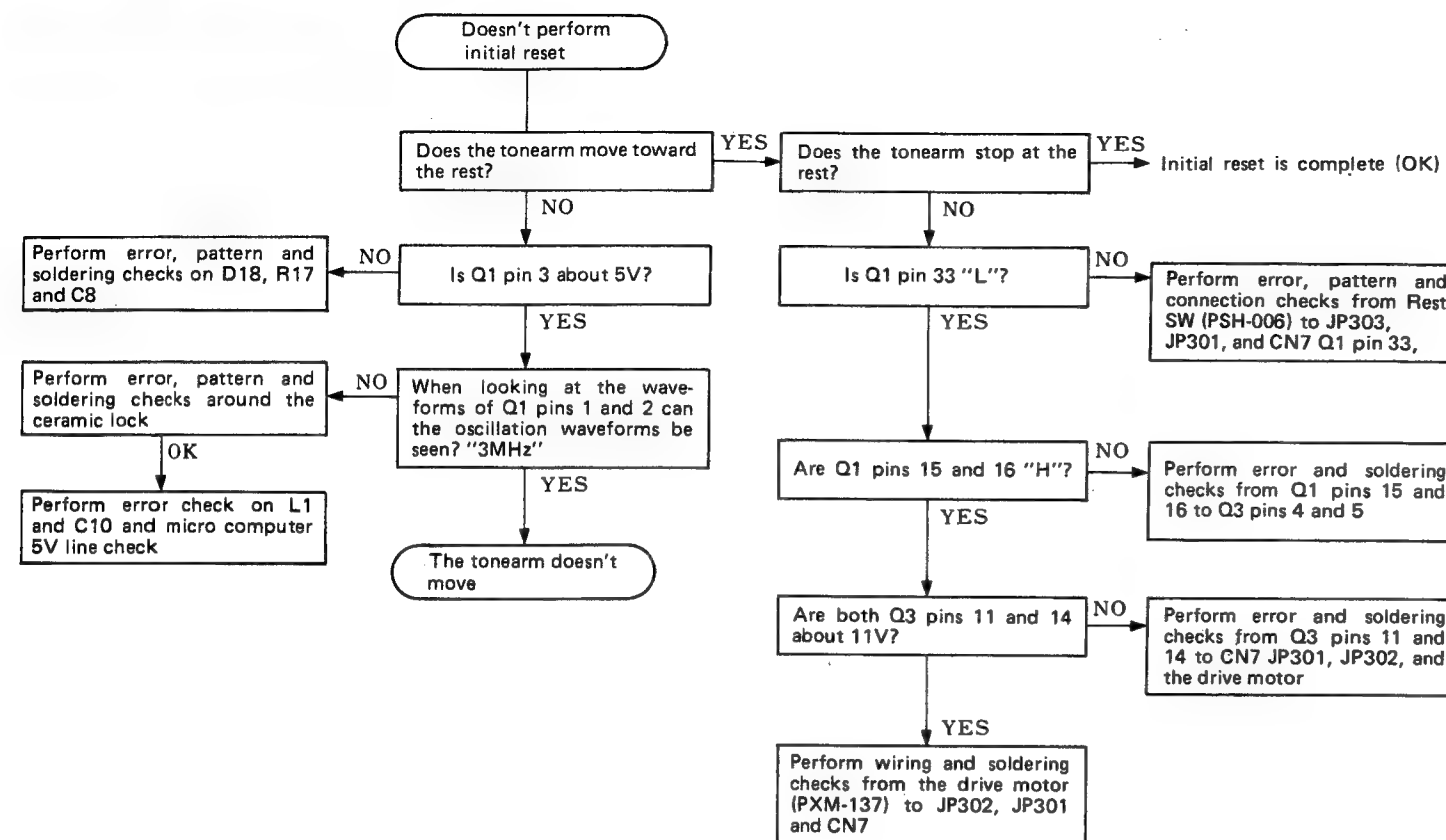 Doesn't perform
initial reset
Does the tonearm move toward
the rest?
YES
Does the tonearm stop at the
rest?
YES
Initial reset is complete (OK)
NO
NO
Perform error, pattern and
soldering checks on D18, R17
and C8
NO
Is Q1 pin 3 about 5V?
YES
Is Q1 pin 33 "L"?
NO
YES
Perform error, pattern and
connection checks from Rest
SW (PSH-006) to JP303,
JP301, and CN7 Q1 pin 33,
Perform error, pattern and
soldering checks around the
ceramic lock
NO
When looking at the wave-
forms of Q1 pins 1 and 2 can
the oscillation waveforms be
seen? "3MHz"
OK
YES
Perform error check on L1
and C10 and micro computer
5V line check
The tonearm doesn't
move
Are Q1 pins 15 and 16 "H"?
NO
YES
Perform error and soldering
checks from Q1 pins 15 and
16 to Q3 pins 4 and 5
Are both Q3 pins 11 and 14
about 11V?
NO
YES
Perform error and soldering
checks from Q3 pins 11 and
14 to CN7 JP301, JP302, and
the drive motor
Perform wiring and soldering
checks from the drive motor
(PXM-137) to JP302, JP301
and CN7